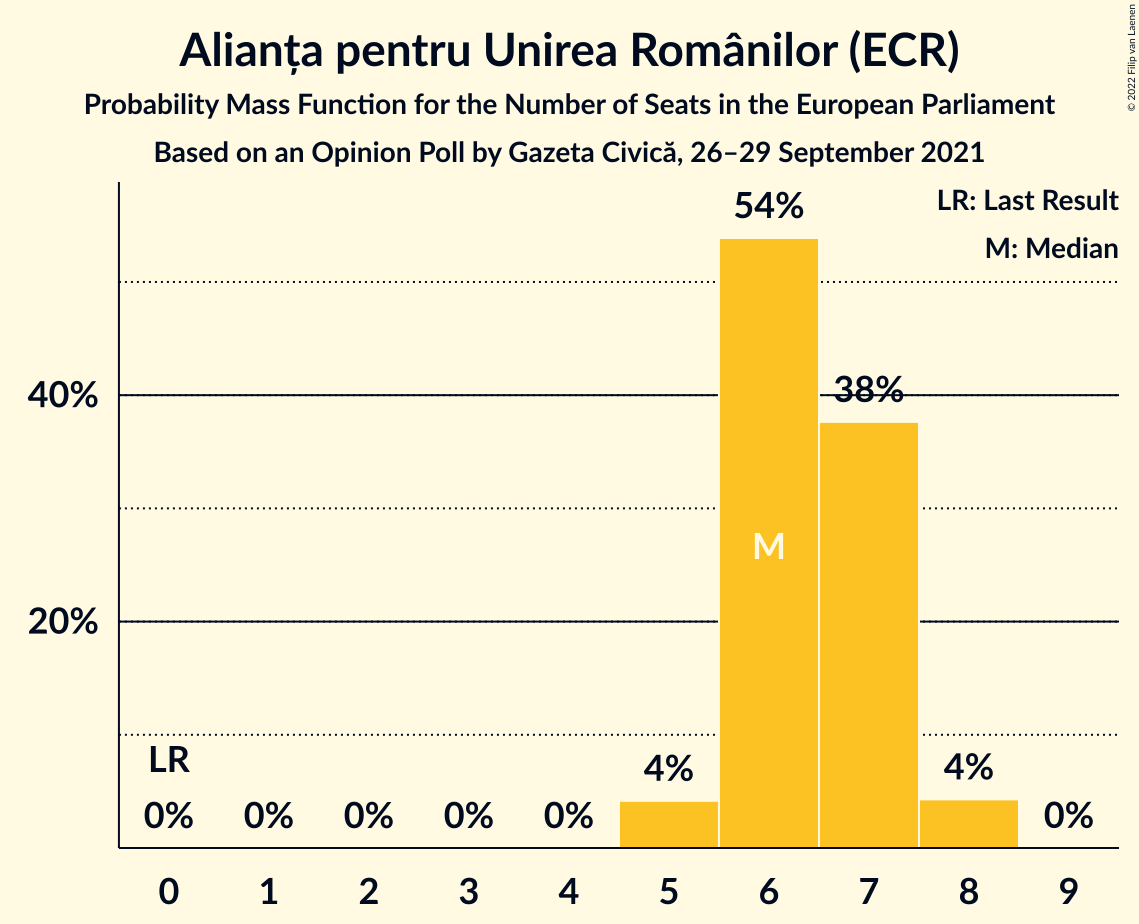 Alianța pentru Unirea Românilor (ECR)
Probability Mass Function for the Number of Seats in the European Parliament
Based on an Opinion Poll by Gazeta Civică, 26–29 September 2021
© 2022 Filip van Laenen
LR: Last Result
M: Median
54%
40%
38%
M
20%
LR
0%
0%
0%
0%
0%
4%
4%
0%
0
1
2
3
4
5
6
7
8
9